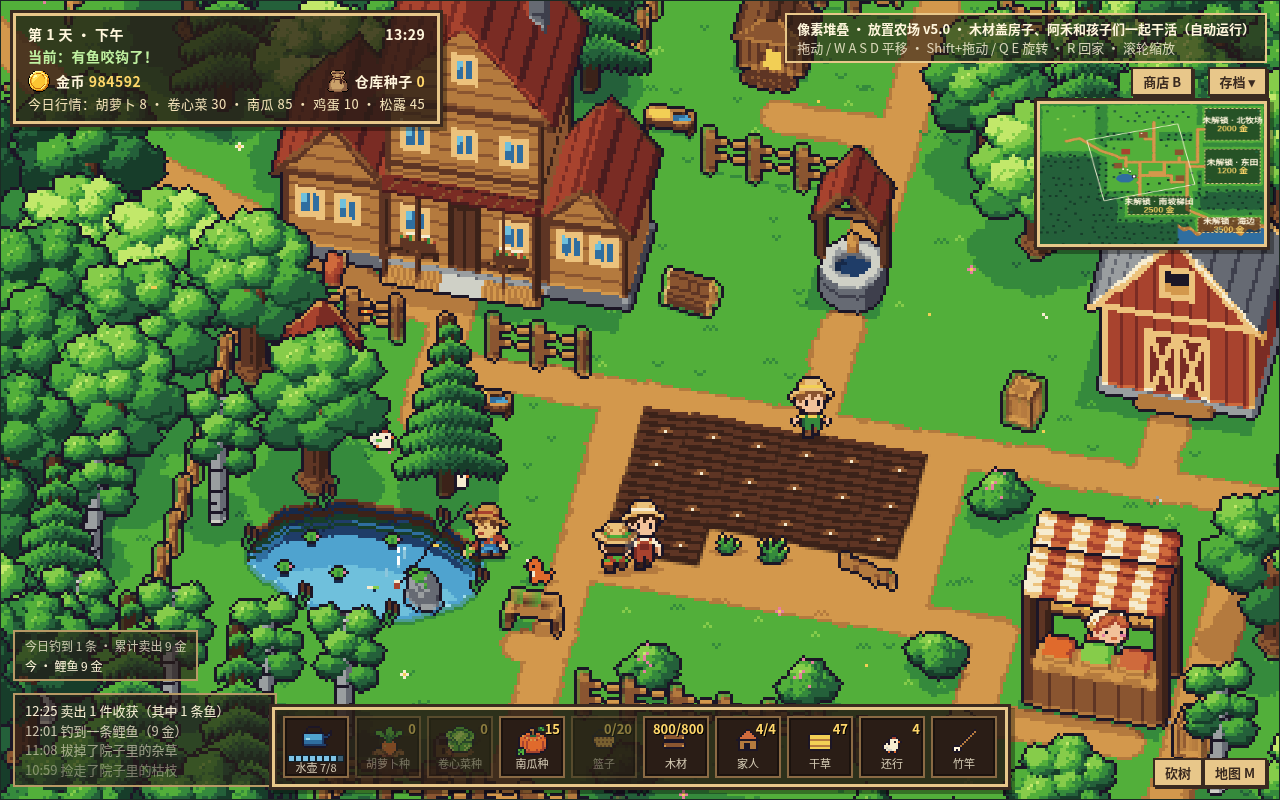 第 1 天 · 下午 13:29
当前：有鱼咬钩了！
金币 984592 仓库种子 0
今日行情：胡萝卜 8 · 卷心菜 30 · 南瓜 85 · 鸡蛋 10 · 松露 45
像素堆叠 · 放置农场 v5.0 · 木材盖房子、阿禾和孩子们一起干活（自动运行）
拖动 / W A S D 平移 · Shift+拖动 / Q E 旋转 · R 回家 · 滚轮缩放
商店 B
存档 ▾
未解锁 · 北牧场
2000 金
未解锁 · 东田
1200 金
未解锁 · 南坡梯田
2500 金
未解锁 · 海边
3500 金
今日钓到 1 条 · 累计卖出 9 金
今 · 鲤鱼 9 金
12:25 卖出 1 件收获（其中 1 条鱼）
12:01 钓到一条鲤鱼（9 金）
11:08 拔掉了院子里的杂草
10:59 捡走了院子里的枯枝
水壶 7/8
0 胡萝卜种
0 卷心菜种
15 南瓜种
0/20 篮子
800/800 木材
4/4 家人
47 干草
4 还行
竹竿
砍树
地图 M